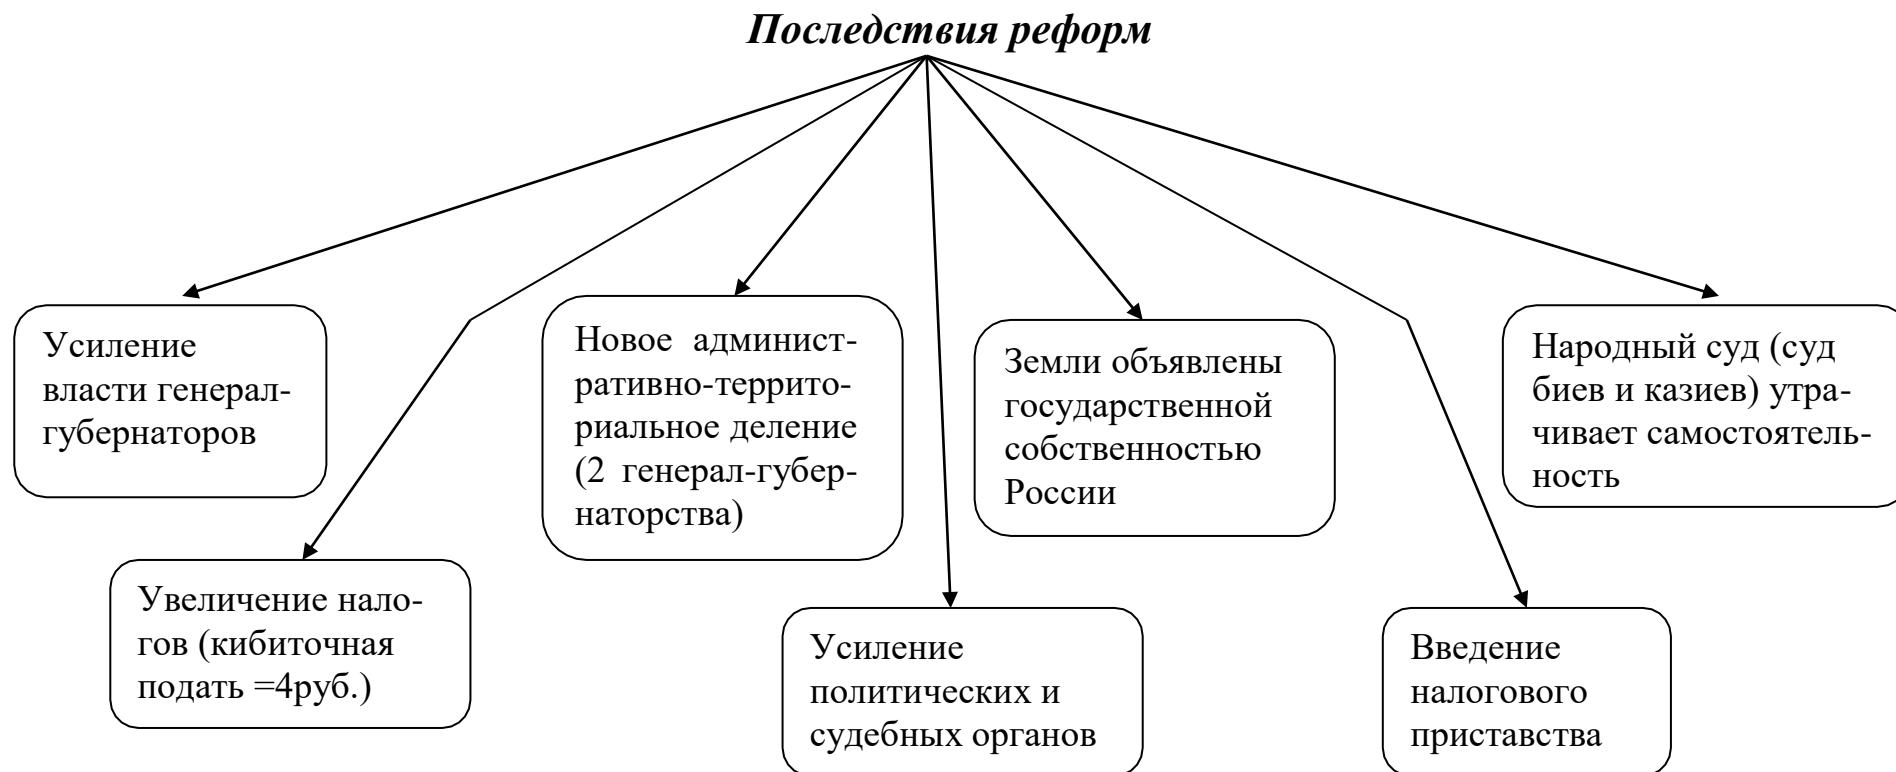 Последствия реформ
Усиление
власти генерал-
губернаторов
Новое админист-
ративно-террито-
риальное деление
(2 генерал-губер-
наторства)
Земли объявлены
государственной
собственностью
России
Народный суд (суд
биев и казиев) утра-
чивает самостоятель-
ность
Увеличение нало-
гов (кибиточная
подать =4руб.)
Усиление
политических и
судебных органов
Введение
налогового
приставства